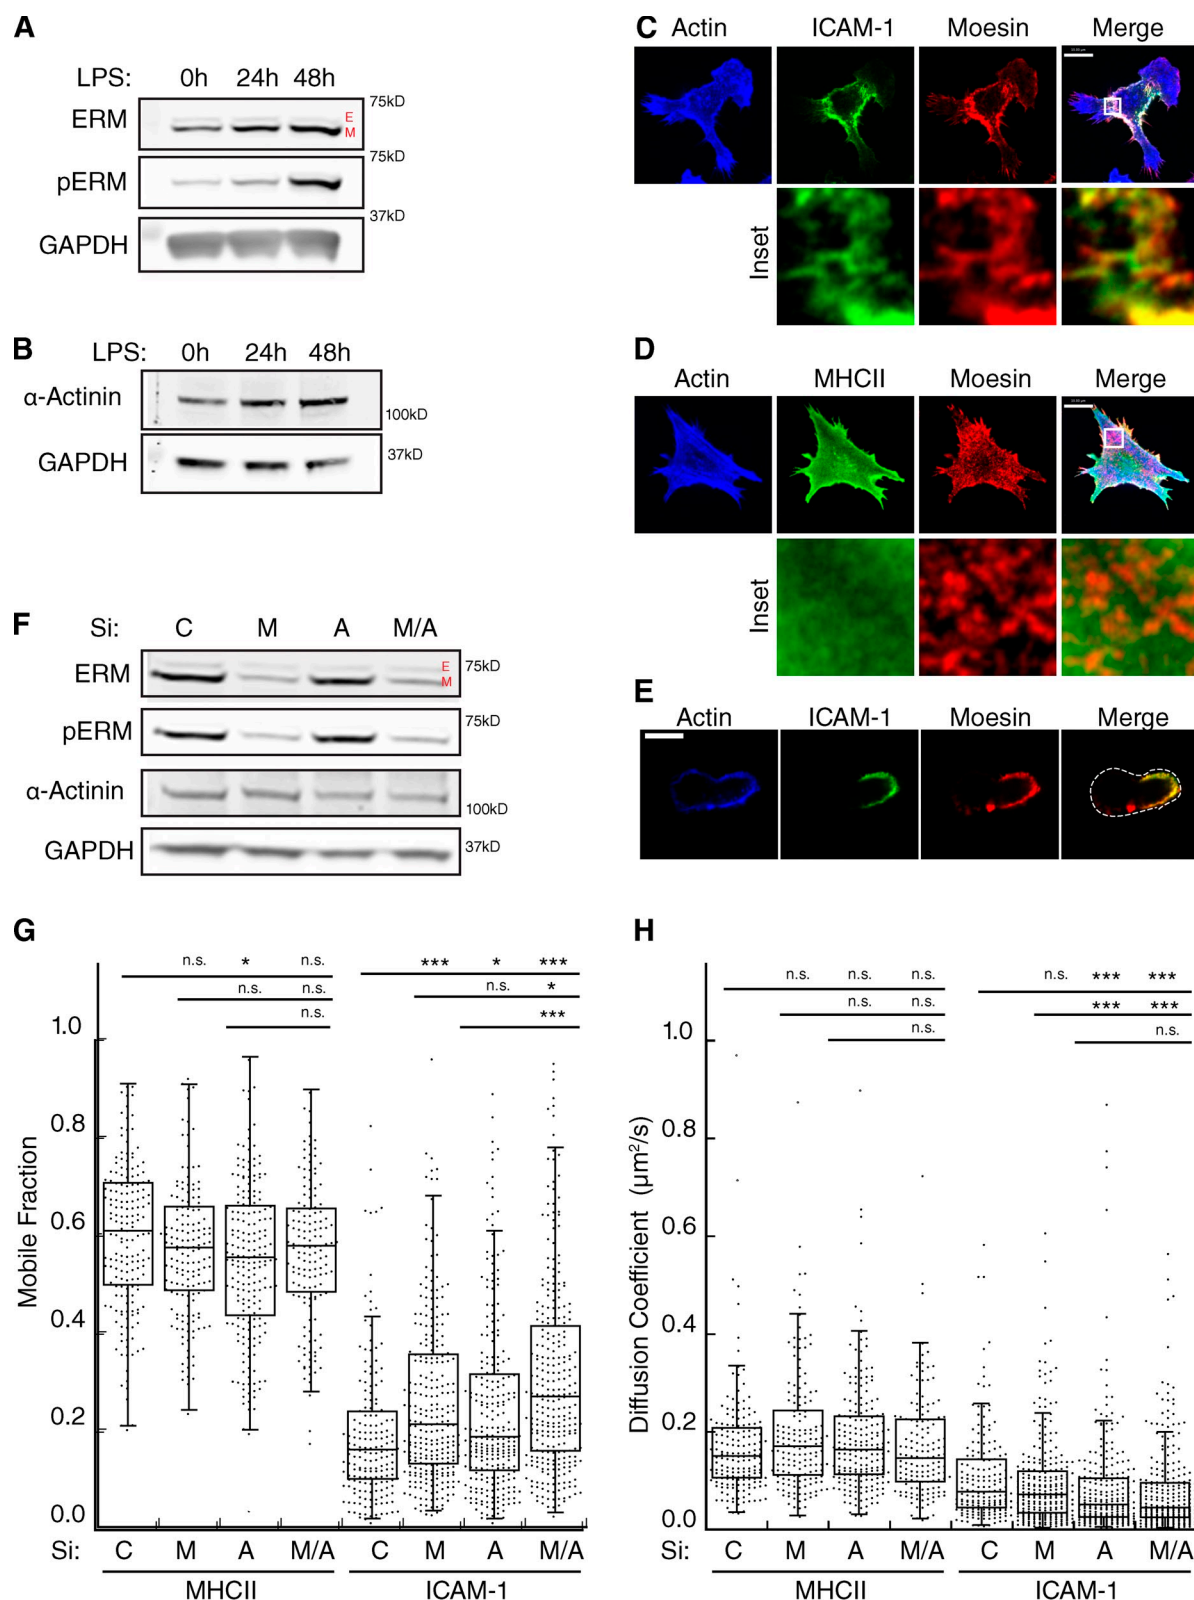 A
LPS: 0h 24h 48h
ERM
75kD
E
M
pERM
75kD
GAPDH
37kD
B
LPS: 0h 24h 48h
α-Actinin
100kD
GAPDH
37kD
C
Actin ICAM-1 Moesin Merge
Inset
D
Actin MHCII Moesin Merge
Inset
E
Actin ICAM-1 Moesin Merge
F
Si: C M A M/A
ERM
75kD
E
M
pERM
75kD
α-Actinin
100kD
GAPDH
37kD
G
n.s. * n.s. *** * ***
n.s. n.s. n.s. *
n.s. ***
Mobile Fraction
1.0
0.8
0.6
0.4
0.2
0.0
Si: C M A M/A C M A M/A
MHCII ICAM-1
H
n.s. n.s. n.s. n.s. *** ***
n.s. n.s. *** ***
n.s. n.s.
Diffusion Coefficient (µm²/s)
1.0
0.8
0.6
0.4
0.2
0.0
Si: C M A M/A C M A M/A
MHCII ICAM-1